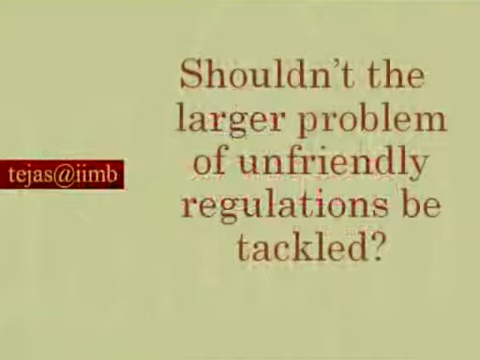 Shouldn't the
larger problem
of unfriendly
regulations be
tackled?
tejas@iimb